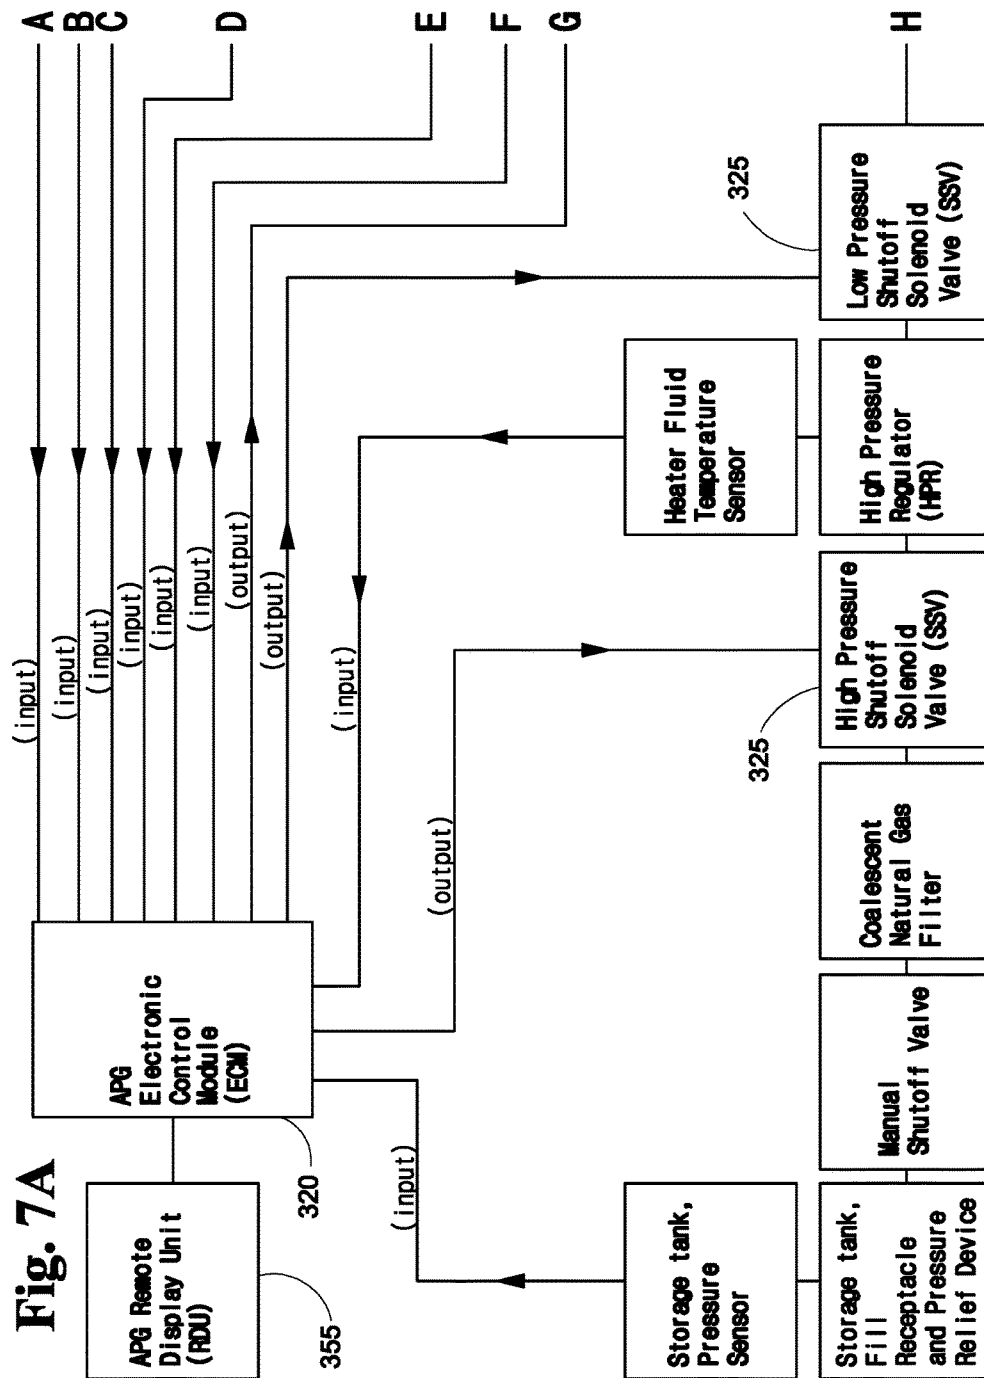 Fig. 7A
APG Remote
Display Unit
(RDU)
355
APG
Electronic
Control
Module
(ECM)
320
(input)
A
(input)
B
(input)
C
(input)
D
(input)
E
(input)
F
(output)
G
(output)
(input)
(output)
(input)
Storage tank,
Pressure
Sensor
Heater Fluid
Temperature
Sensor
325
325
Storage tank,
Fill
Receptacle
and Pressure
Relief Device
Manual
Shutoff Valve
Coalescent
Natural Gas
Filter
High Pressure
Shutoff
Solenoid
Valve (SSV)
High Pressure
Regulator
(HPR)
Low Pressure
Shutoff
Solenoid
Valve (SSV)
H